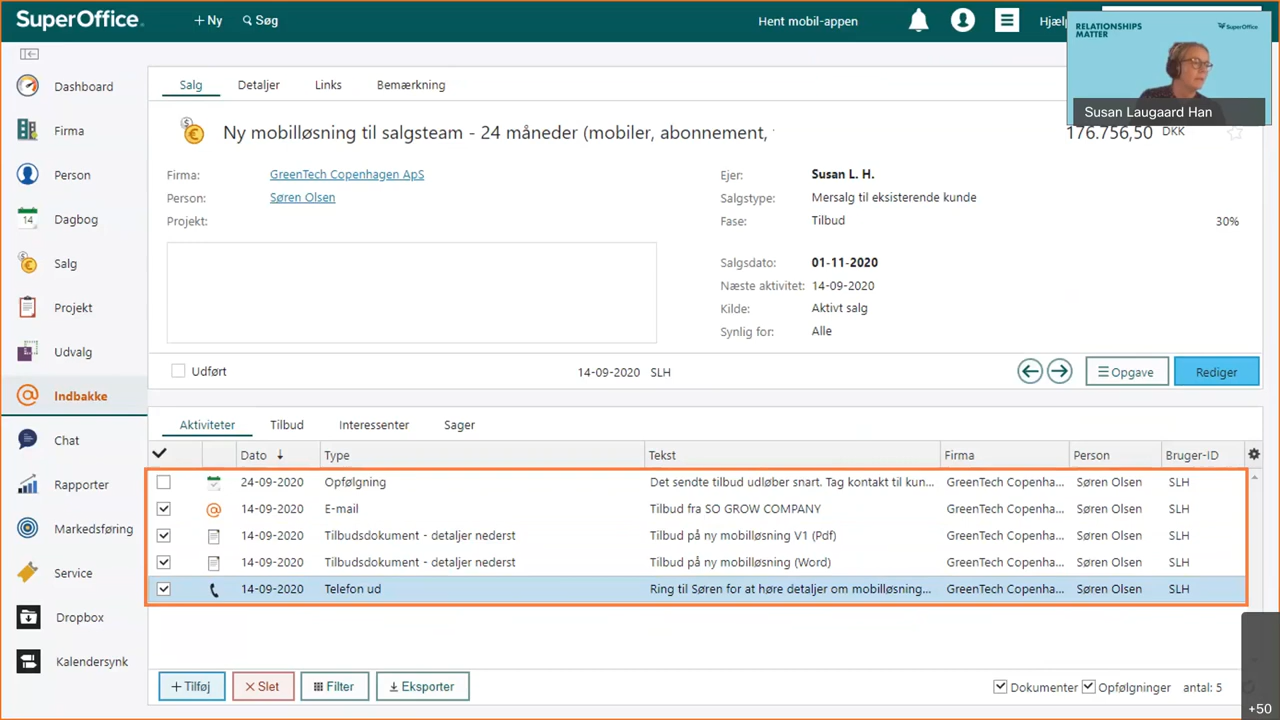 SuperOffice.
+ Ny
Søg
Hent mobil-appen
Hjælp
RELATIONSHIPS
MATTER
SuperOffice
Susan Laugaard Han
Dashboard
Firma
Person
14
Dagbog
Salg
Projekt
Udvalg
Indbakke
Chat
Rapporter
Markedsføring
Service
Dropbox
Kalendersynk
Salg Detaljer Links Bemærkning
Ny mobilløsning til salgsteam - 24 måneder (mobiler, abonnement,
176.756,50 DKK
Firma: GreenTech Copenhagen ApS
Person: Søren Olsen
Projekt:
Ejer: Susan L. H.
Salgstype: Mersalg til eksisterende kunde
Fase: Tilbud 30%
Salgsdato: 01-11-2020
Næste aktivitet: 14-09-2020
Kilde: Aktivt salg
Synlig for: Alle
Udført 14-09-2020 SLH
Opgave Rediger
Aktiviteter Tilbud Interessenter Sager
Dato Type Tekst Firma Person Bruger-ID
24-09-2020 Opfølgning Det sendte tilbud udløber snart. Tag kontakt til kun... GreenTech Copenha... Søren Olsen SLH
14-09-2020 E-mail Tilbud fra SO GROW COMPANY GreenTech Copenha... Søren Olsen SLH
14-09-2020 Tilbudsdokument - detaljer nederst Tilbud på ny mobilløsning V1 (Pdf) GreenTech Copenha... Søren Olsen SLH
14-09-2020 Tilbudsdokument - detaljer nederst Tilbud på ny mobilløsning (Word) GreenTech Copenha... Søren Olsen SLH
14-09-2020 Telefon ud Ring til Søren for at høre detaljer om mobilløsning... GreenTech Copenha... Søren Olsen SLH
+ Tilføj Slet Filter Eksporter
Dokumenter Opfølgninger antal: 5
+50